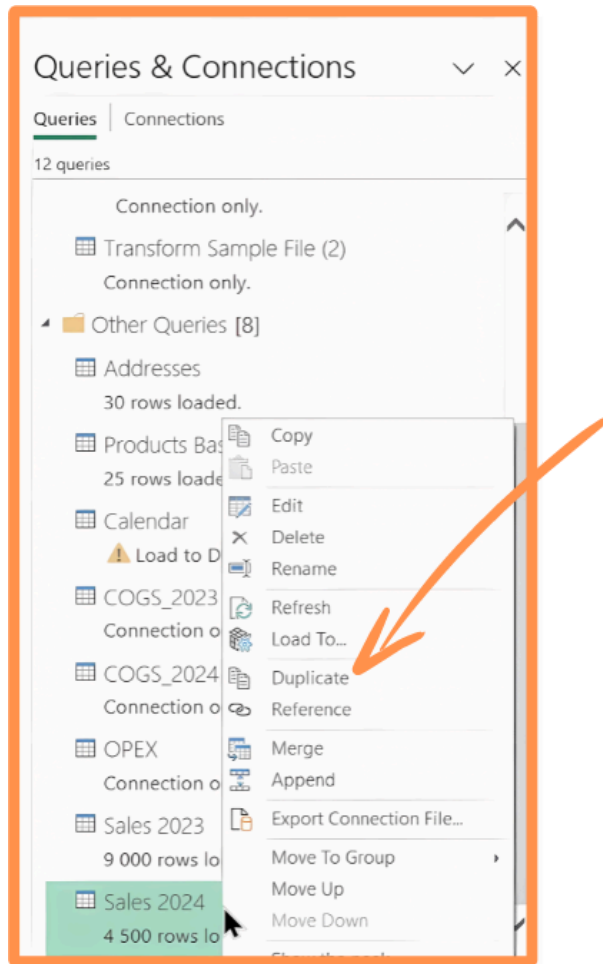 Queries & Connections
Queries | Connections
12 queries
Connection only.
Transform Sample File (2)
Connection only.
Other Queries [8]
Addresses
30 rows loaded.
Products Bas
25 rows loade
Calendar
Load to D
COGS_2023
Connection o
COGS_2024
Connection o
OPEX
Connection o
Sales 2023
9 000 rows lo
Sales 2024
4 500 rows lo
Copy
Paste
Edit
Delete
Rename
Refresh
Load To...
Duplicate
Reference
Merge
Append
Export Connection File...
Move To Group
Move Up
Move Down